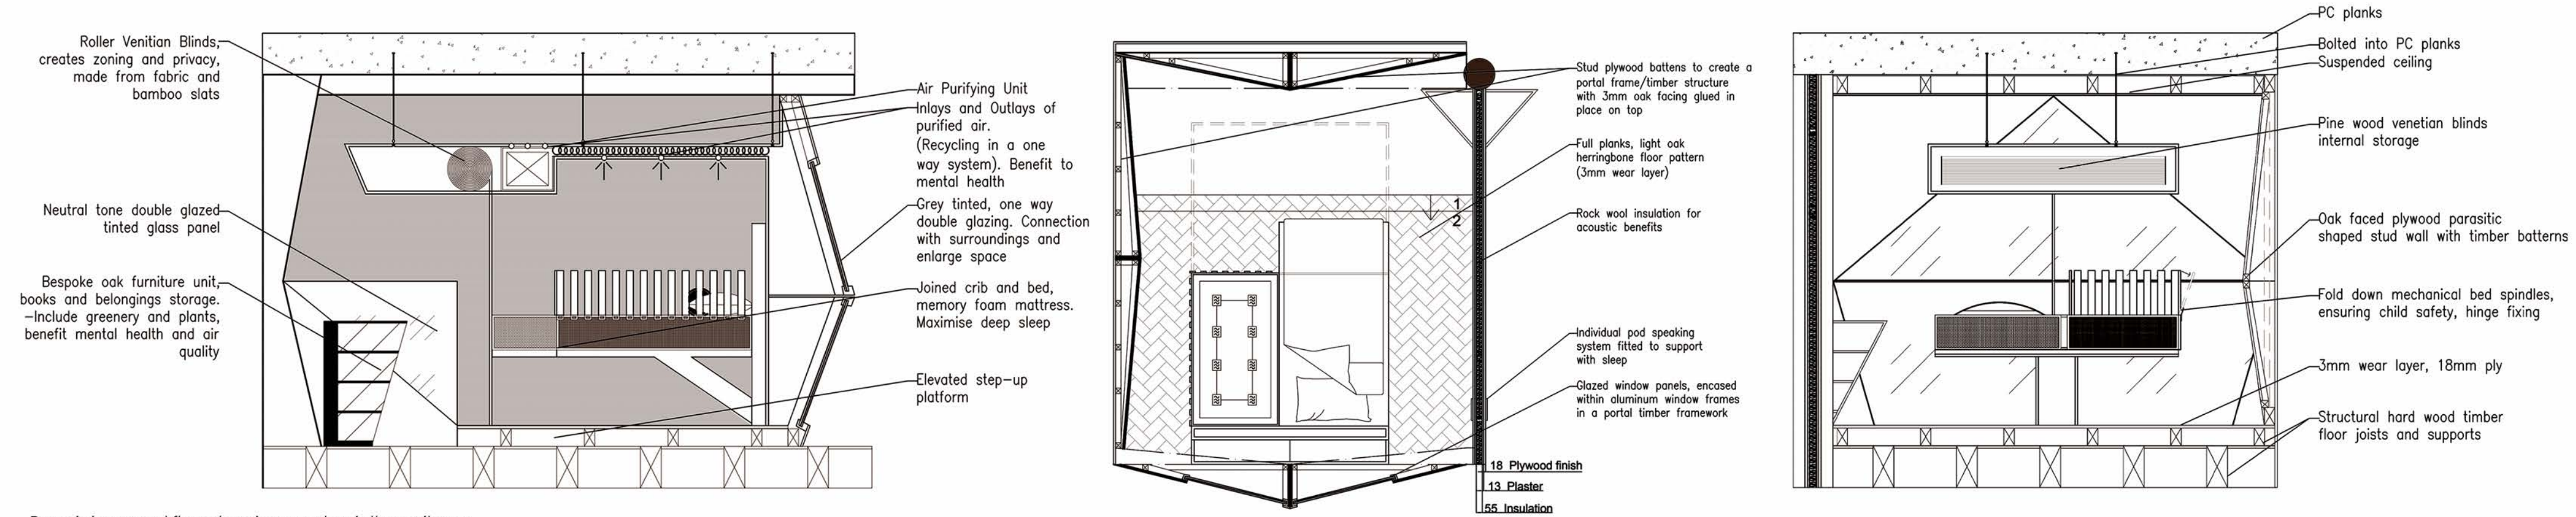 Roller Venitian Blinds,
creates zoning and privacy,
made from fabric and
bamboo slats
Neutral tone double glazed
tinted glass panel
Bespoke oak furniture unit,
books and belongings storage.
-Include greenery and plants,
benefit mental health and air
quality
Air Purifying Unit
Inlays and Outlays of
purified air.
(Recycling in a one
way system). Benefit to
mental health
Grey tinted, one way
double glazing. Connection
with surroundings and
enlarge space
Joined crib and bed,
memory foam mattress.
Maximise deep sleep
Elevated step-up
platform
1
2
Stud plywood battens to create a
portal frame/timber structure
with 3mm oak facing glued in
place on top
Full planks, light oak
herringbone floor pattern
(3mm wear layer)
Rock wool insulation for
acoustic benefits
Individual pod speaking
system fitted to support
with sleep
Glazed window panels, encased
within aluminum window frames
in a portal timber framework
18 Plywood finish
13 Plaster
55 Insulation
PC planks
Bolted into PC planks
Suspended ceiling
Pine wood venetian blinds
internal storage
Oak faced plywood parasitic
shaped stud wall with timber batterns
Fold down mechanical bed spindles,
ensuring child safety, hinge fixing
3mm wear layer, 18mm ply
Structural hard wood timber
floor joists and supports